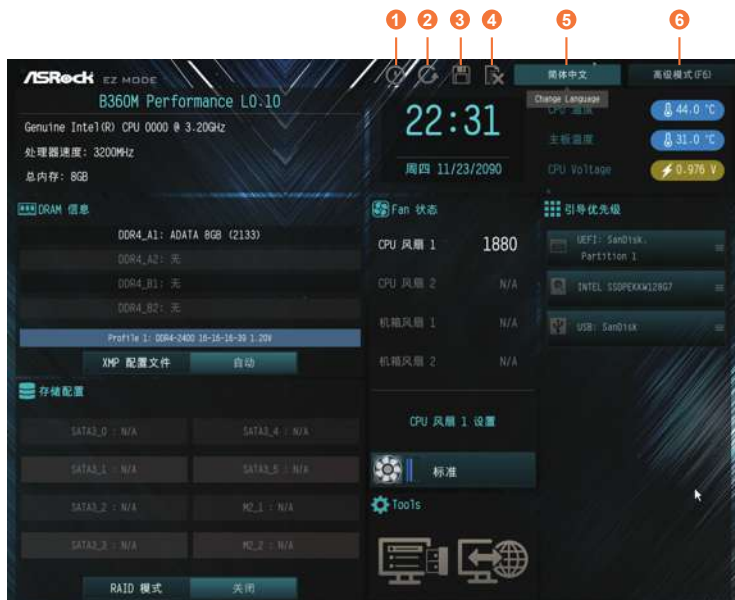 1 2 3 4 5 6
ASRock EZ MODE
简体中文
高级模式(F6)
Change Language
B360M Performance L0.10
Genuine Intel(R) CPU 0000 @ 3.20GHz
处理器速度: 3200MHz
总内存: 8GB
22:31
周四 11/23/2090
CPU 温度 44.0 °C
主板温度 31.0 °C
CPU Voltage 0.976 V
DRAM 信息
DDR4_A1: ADATA 8GB (2133)
DDR4_A2: 无
DDR4_B1: 无
DDR4_B2: 无
Profile 1: DDR4-2400 16-16-16-39 1.20V
XMP 配置文件 自动
存储配置
SATA3_0 : N/A SATA3_4 : N/A
SATA3_1 : N/A SATA3_5 : N/A
SATA3_2 : N/A M2_1 : N/A
SATA3_3 : N/A M2_2 : N/A
RAID 模式 关闭
Fan 状态
CPU 风扇 1 1880
CPU 风扇 2 N/A
机箱风扇 1 N/A
机箱风扇 2 N/A
CPU 风扇 1 设置
标准
Tools
引导优先级
UEFI: SanDisk,
Partition 1
INTEL SSDPEKKW128G7
USB: SanDisk